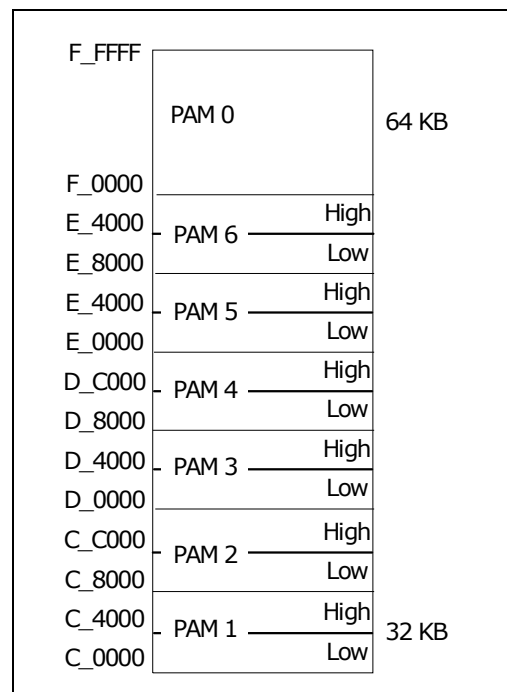 F_FFFF
PAM 0
64 KB
F_0000
E_4000
High
PAM 6
Low
E_8000
E_4000
High
PAM 5
Low
E_0000
D_C000
High
PAM 4
Low
D_8000
D_4000
High
PAM 3
Low
D_0000
C_C000
High
PAM 2
Low
C_8000
C_4000
High
PAM 1
32 KB
Low
C_0000